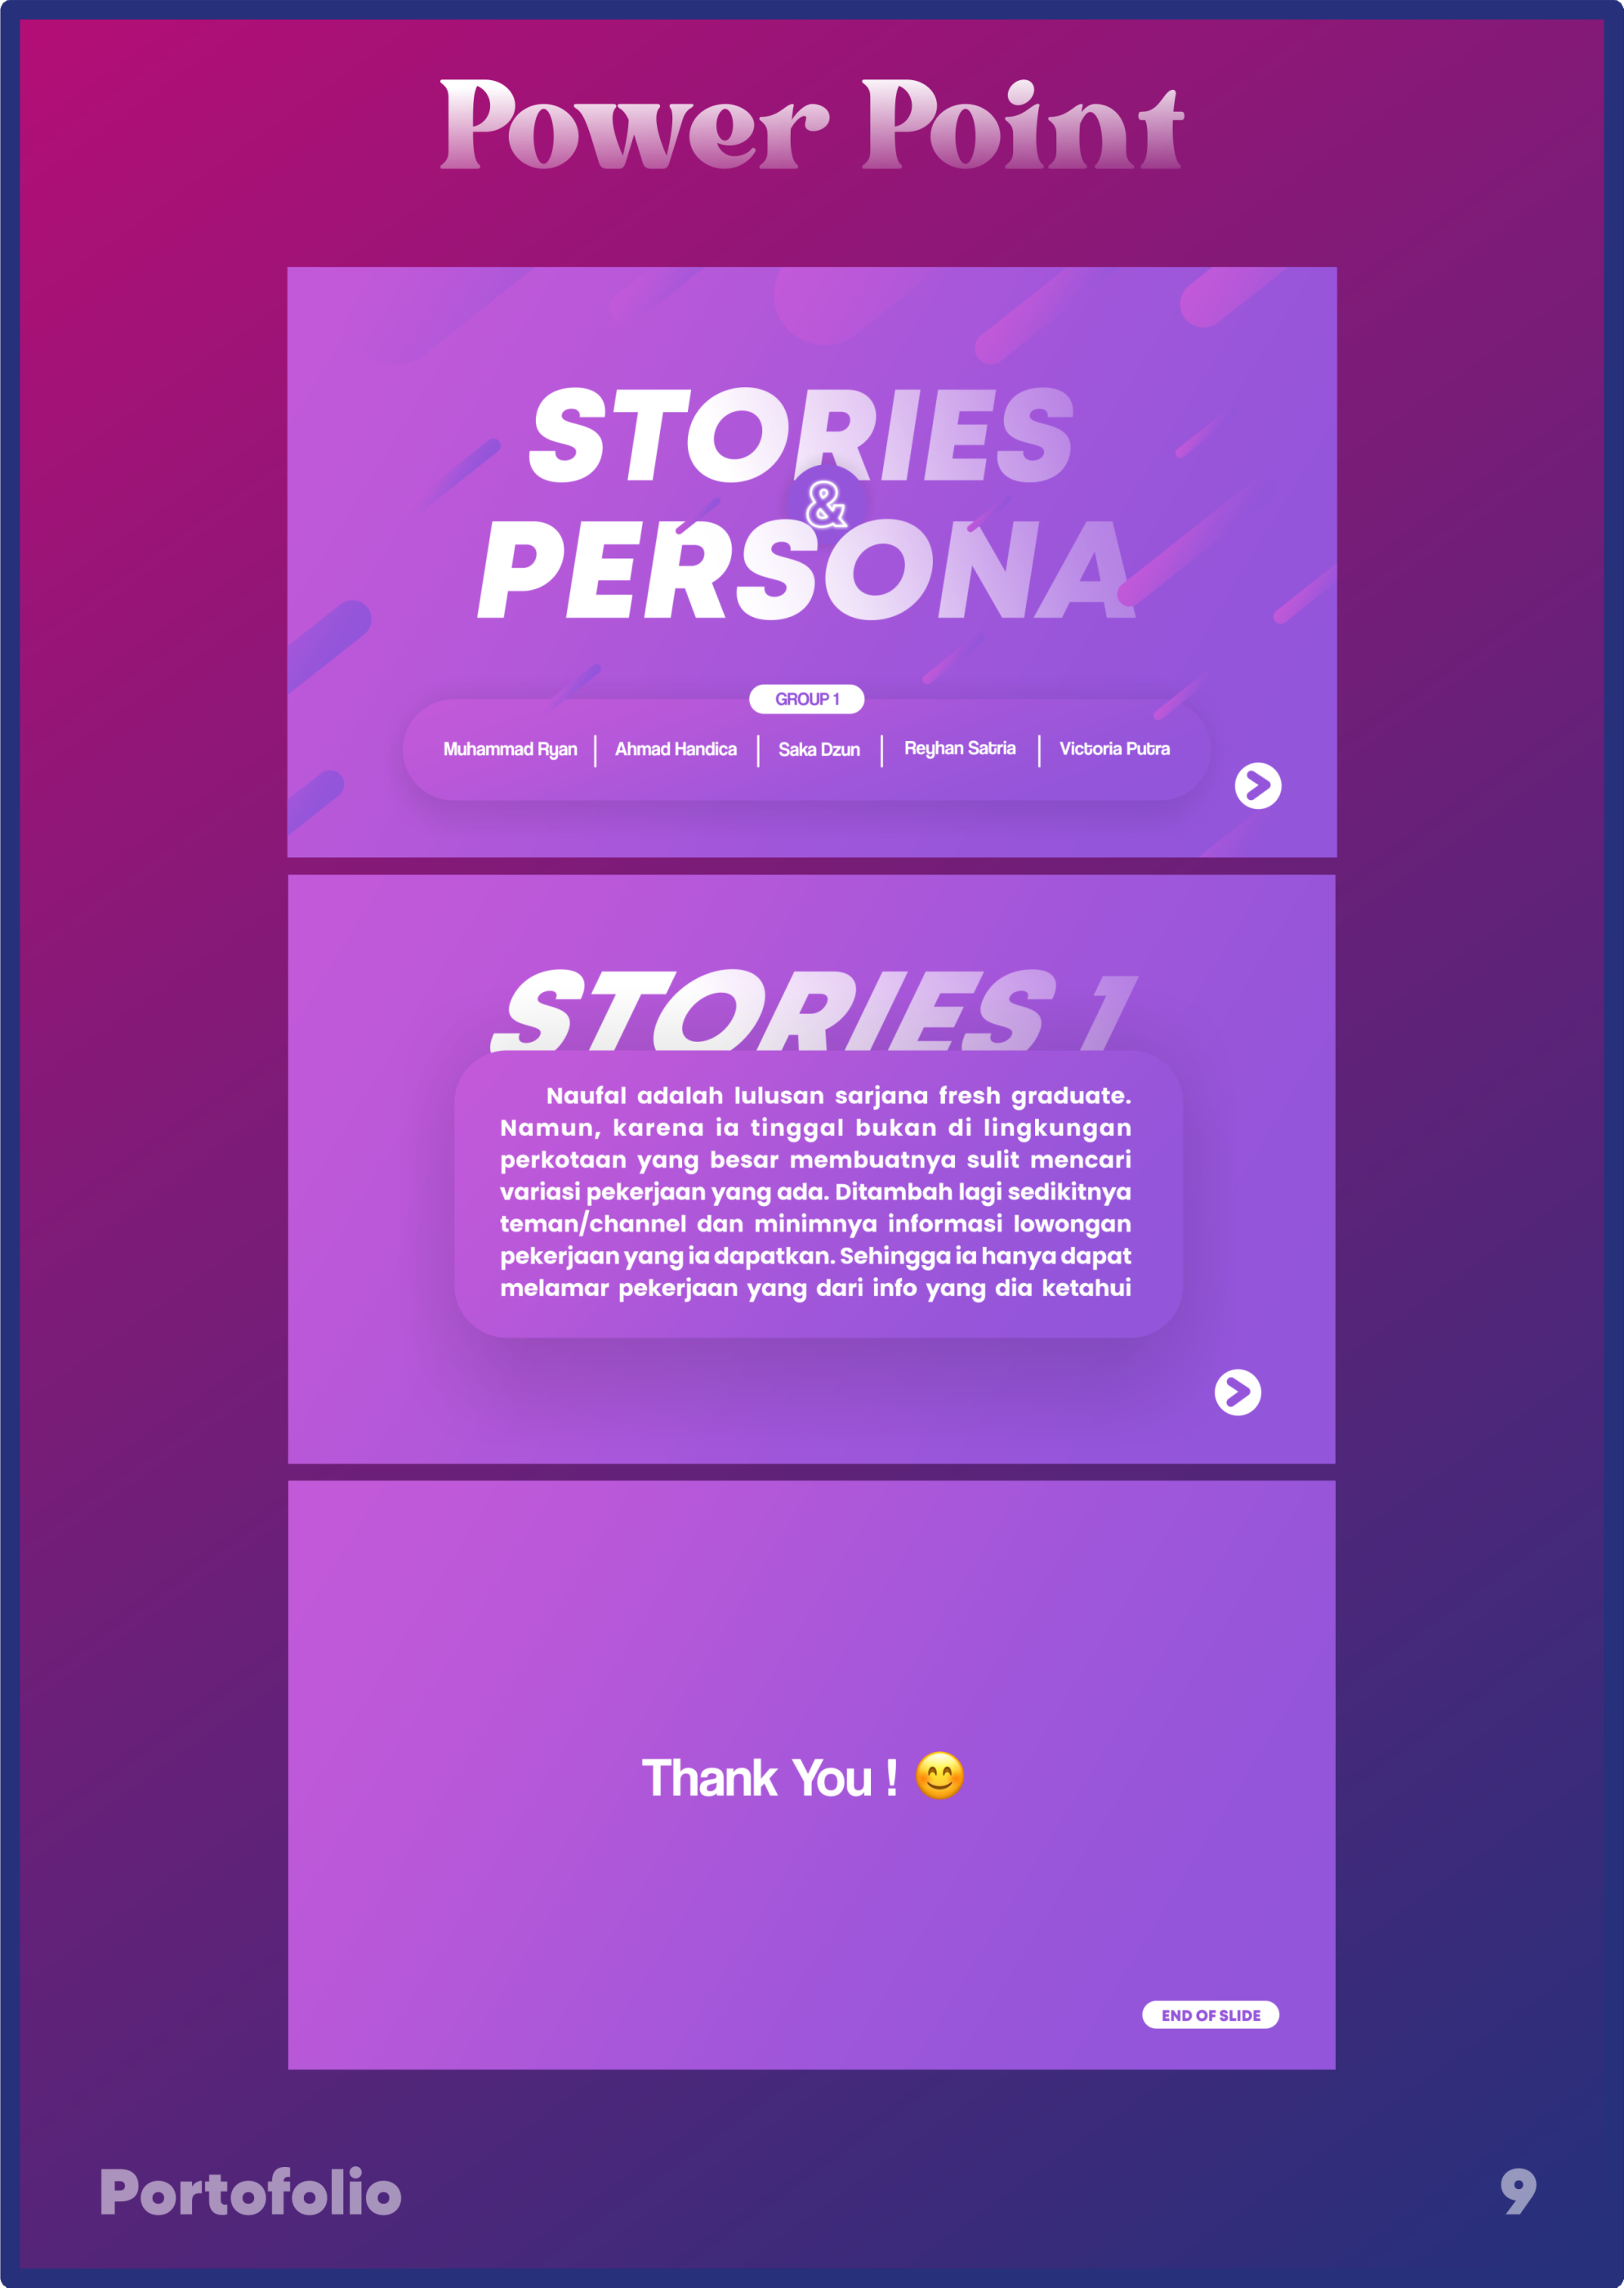 Power Point
STORIES
&
PERSONA
GROUP 1
Muhammad Ryan | Ahmad Handica | Saka Dzun | Reyhan Satria | Victoria Putra
STORIES 1
Naufal adalah lulusan sarjana fresh graduate.
Namun, karena ia tinggal bukan di lingkungan
perkotaan yang besar membuatnya sulit mencari
variasi pekerjaan yang ada. Ditambah lagi sedikitnya
teman/channel dan minimnya informasi lowongan
pekerjaan yang ia dapatkan. Sehingga ia hanya dapat
melamar pekerjaan yang dari info yang dia ketahui
Thank You ! 😊
END OF SLIDE
Portofolio
9